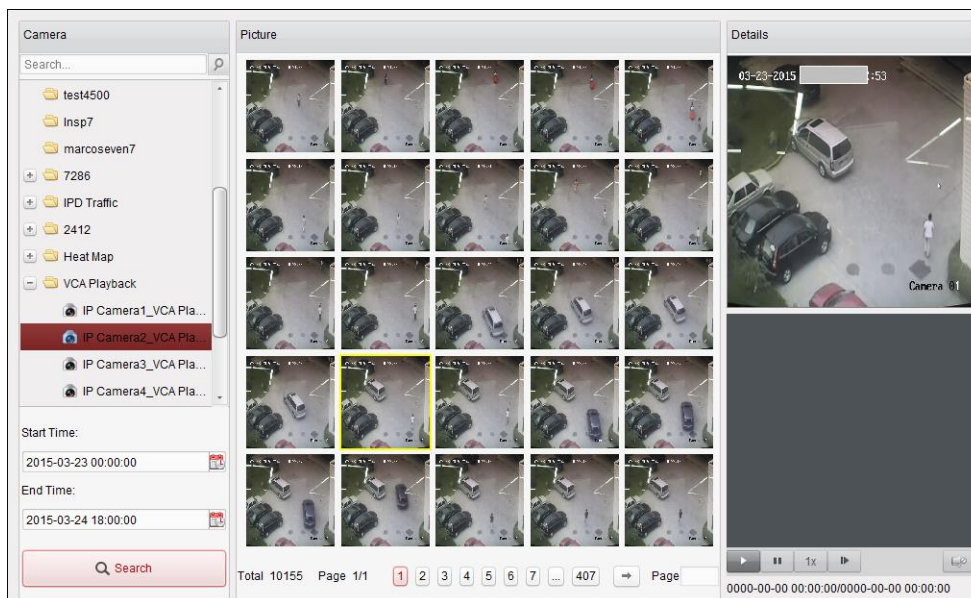 Camera
Search...
test4500
Insp7
marcoseven7
7286
IPD Traffic
2412
Heat Map
VCA Playback
IP Camera1_VCA Pla...
IP Camera2_VCA Pla...
IP Camera3_VCA Pla...
IP Camera4_VCA Pla...
Start Time:
2015-03-23 00:00:00
End Time:
2015-03-24 18:00:00
Search
Picture
Total 10155 Page 1/1 1 2 3 4 5 6 7 ... 407 Page
Details
03-23-2015 :53
Camera 01
1x
0000-00-00 00:00:00/0000-00-00 00:00:00